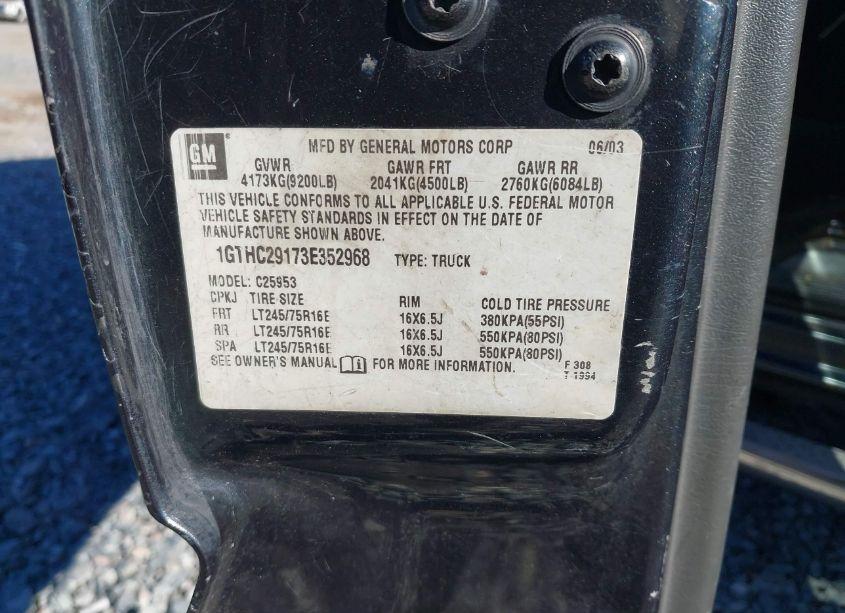 GM
MFD BY GENERAL MOTORS CORP 06/03
GVWR GAWR FRT GAWR RR
4173KG(9200LB) 2041KG(4500LB) 2760KG(6084LB)
THIS VEHICLE CONFORMS TO ALL APPLICABLE U.S. FEDERAL MOTOR
VEHICLE SAFETY STANDARDS IN EFFECT ON THE DATE OF
MANUFACTURE SHOWN ABOVE.
1GTHC29173E352968 TYPE: TRUCK
MODEL: C25953
CPKJ TIRE SIZE RIM COLD TIRE PRESSURE
FRT LT245/75R16E 16X6.5J 380KPA(55PSI)
RR LT245/75R16E 16X6.5J 550KPA(80PSI)
SPA LT245/75R16E 16X6.5J 550KPA(80PSI)
SEE OWNER'S MANUAL FOR MORE INFORMATION.
F 308
T 1994